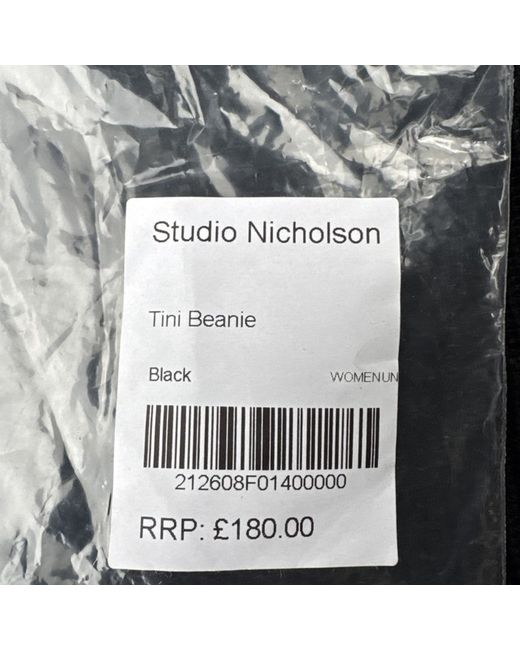 Studio Nicholson
Tini Beanie
Black WOMENUN
212608F01400000
RRP: £180.00